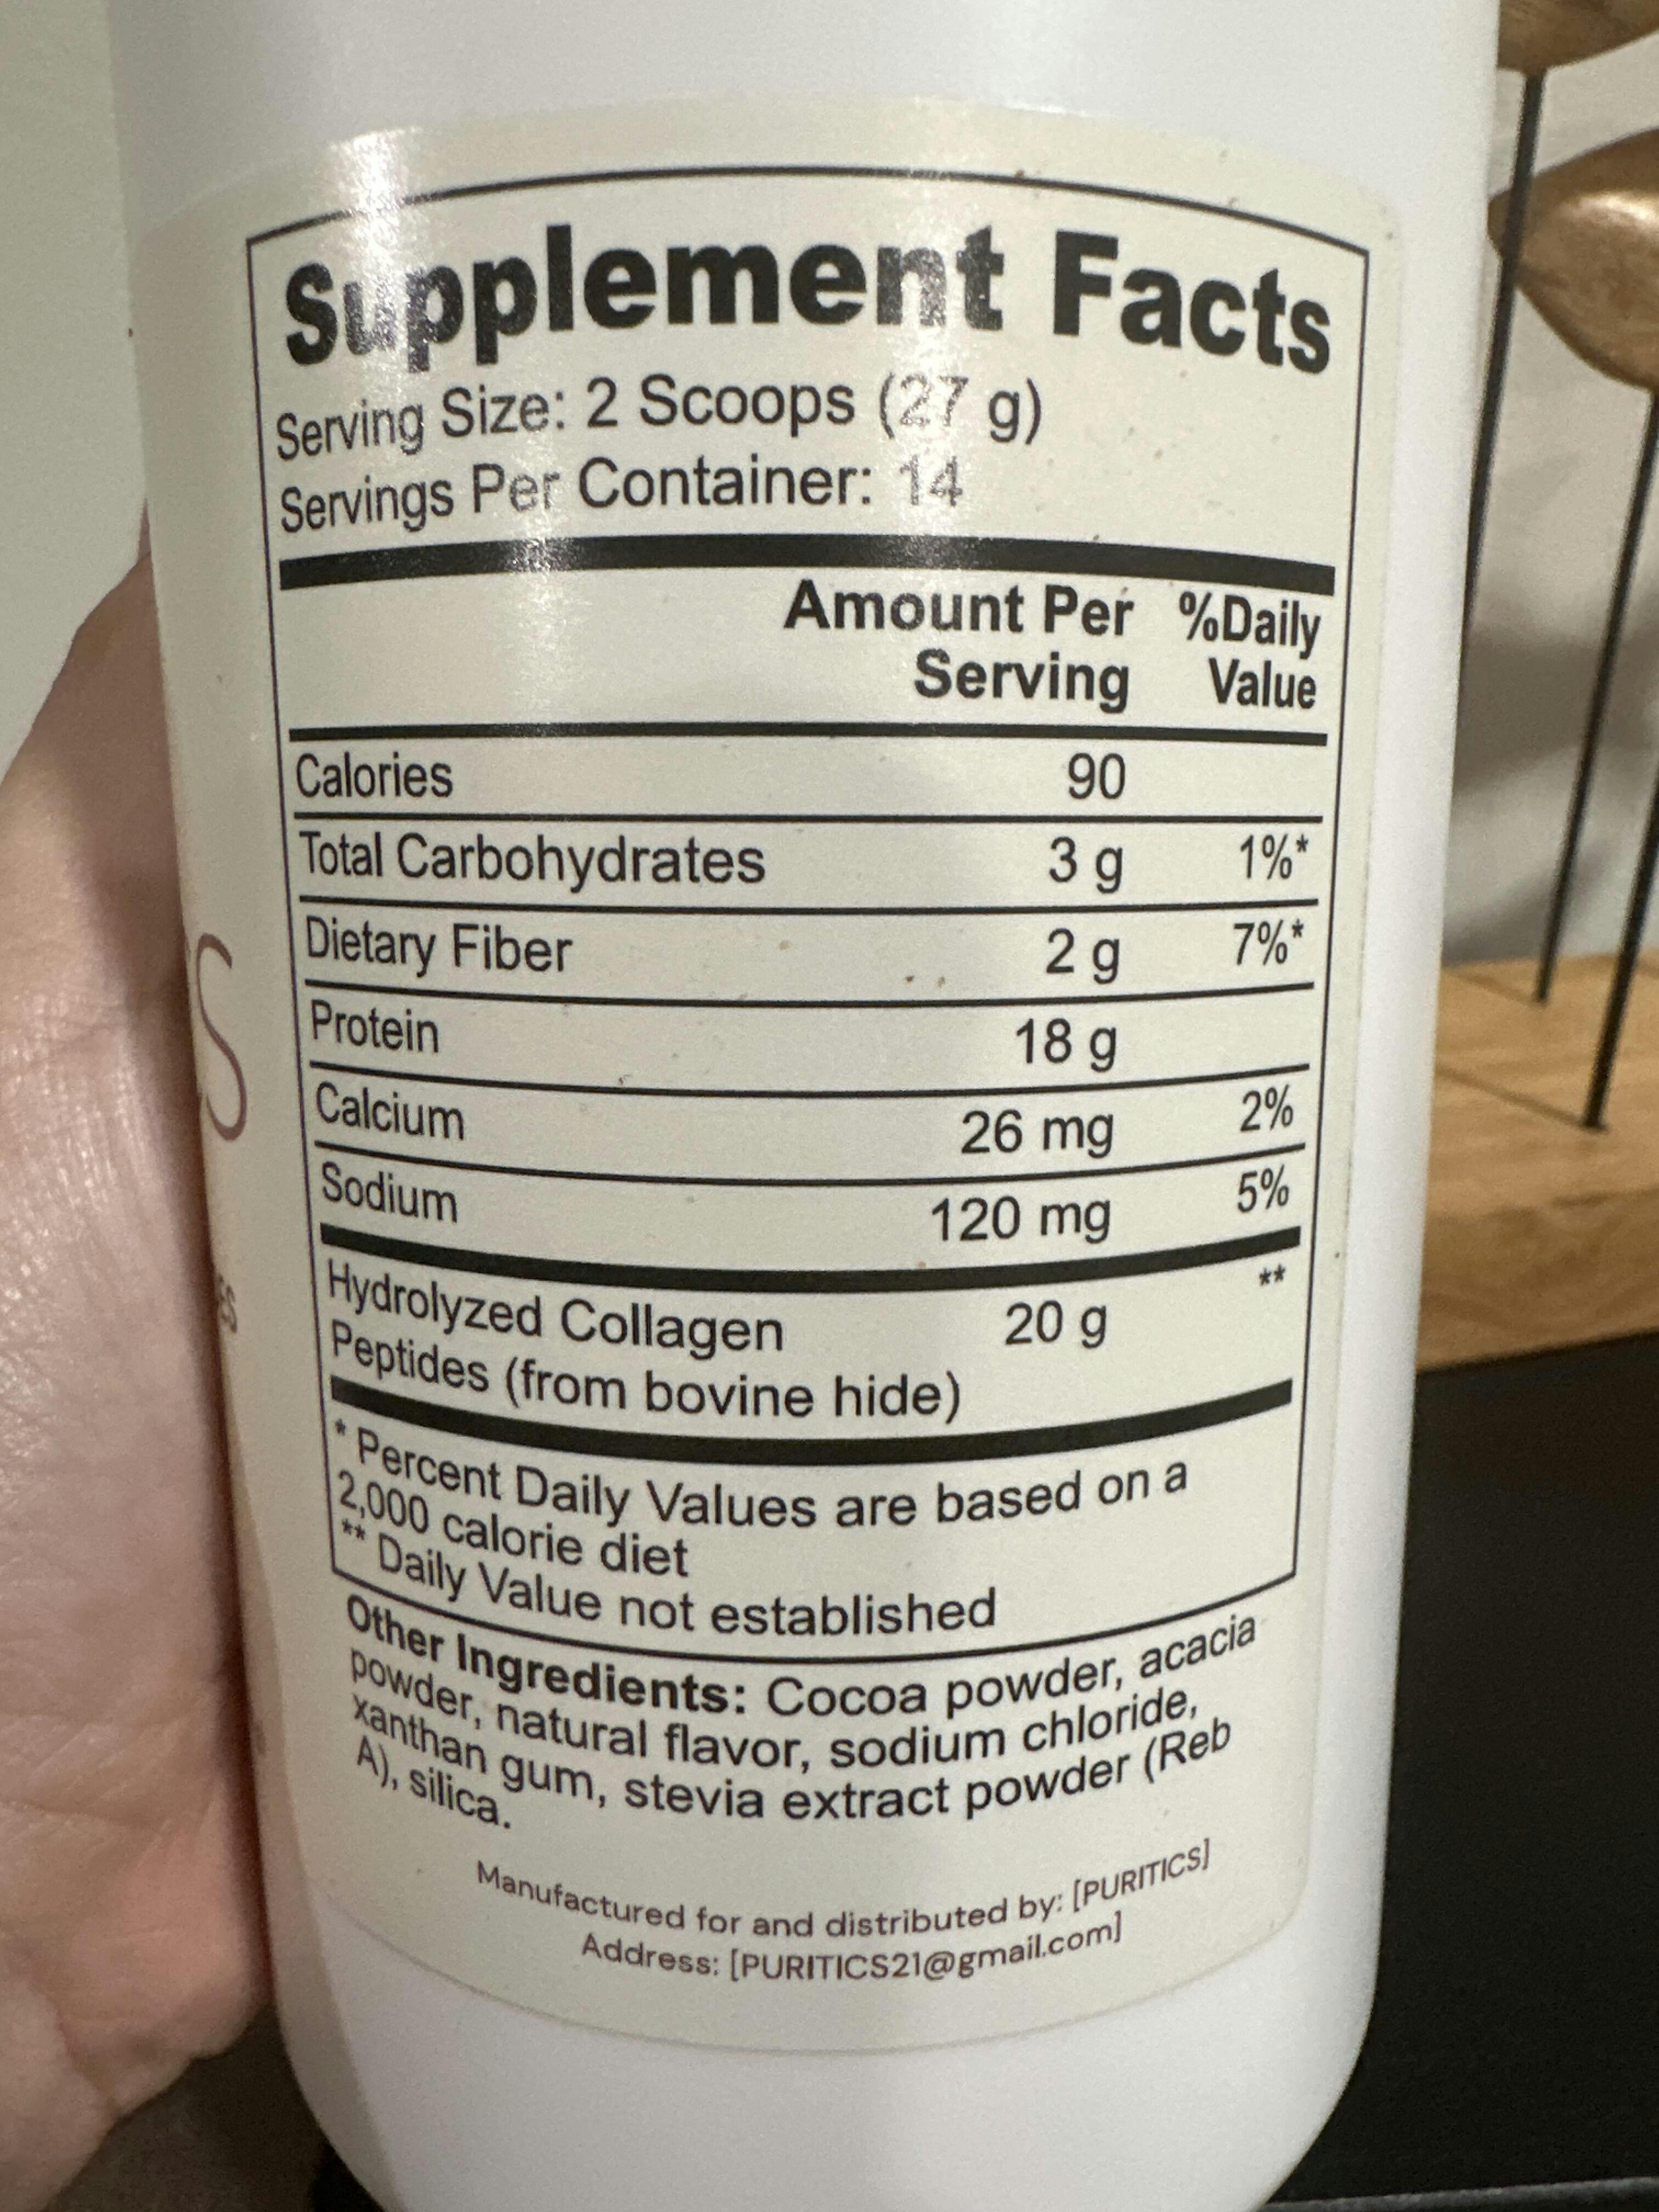 Supplement Facts
Serving Size: 2 Scoops (27 g)
Servings Per Container: 14
Amount Per %Daily
Serving Value
Calories 90
Total Carbohydrates 3 g 1%*
Dietary Fiber 2 g 7%*
Protein 18 g
Calcium 26 mg 2%
Sodium 120 mg 5%
Hydrolyzed Collagen 20 g **
Peptides (from bovine hide)
* Percent Daily Values are based on a
2,000 calorie diet
** Daily Value not established
Other Ingredients: Cocoa powder, acacia
powder, natural flavor, sodium chloride,
xanthan gum, stevia extract powder (Reb
A), silica.
Manufactured for and distributed by: [PURITICS]
Address: [PURITICS21@gmail.com]
S